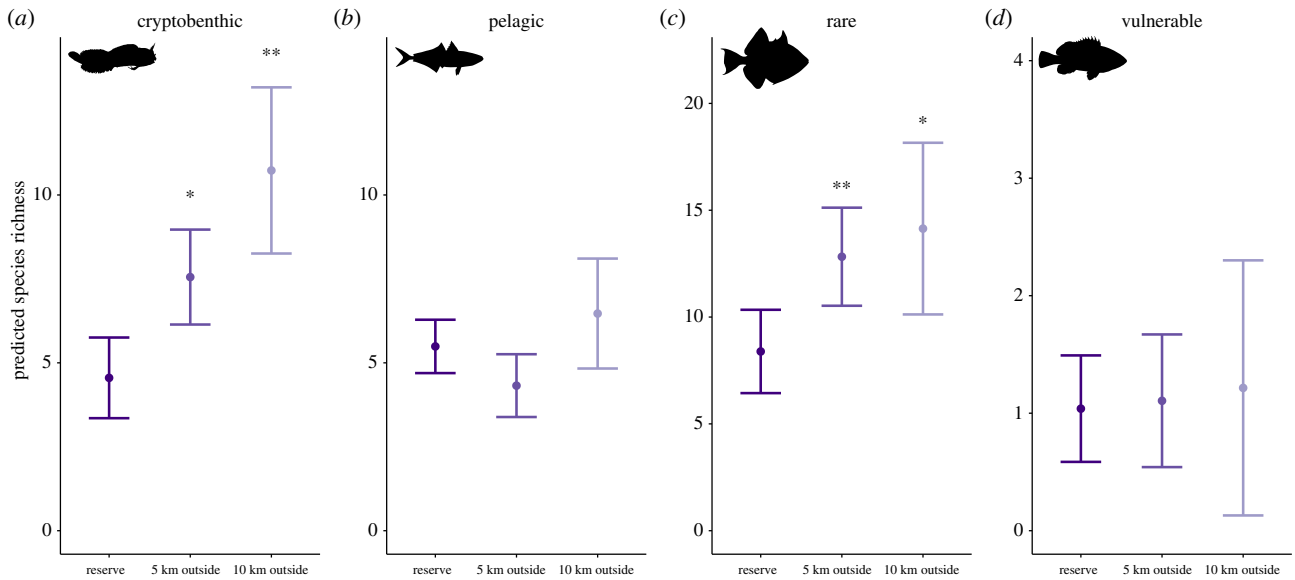 (a) cryptobenthic
(b) pelagic
(c) rare
(d) vulnerable
predicted species richness
10
5
0
*
**
reserve 5 km outside 10 km outside
10
5
0
reserve 5 km outside 10 km outside
20
15
10
5
0
**
*
reserve 5 km outside 10 km outside
4
3
2
1
0
reserve 5 km outside 10 km outside